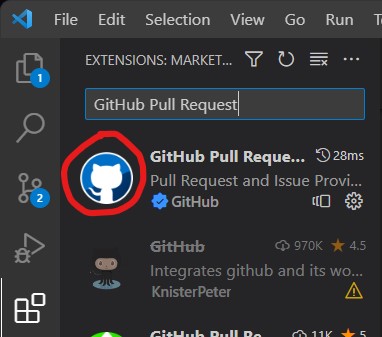 File Edit Selection View Go Run
EXTENSIONS: MARKET...
1
GitHub Pull Request
GitHub Pull Reque... 28ms
Pull Request and Issue Provi...
GitHub
2
GitHub 970K 4.5
Integrates github and its wo...
KnisterPeter
GitHub Pull Re... 11K 5